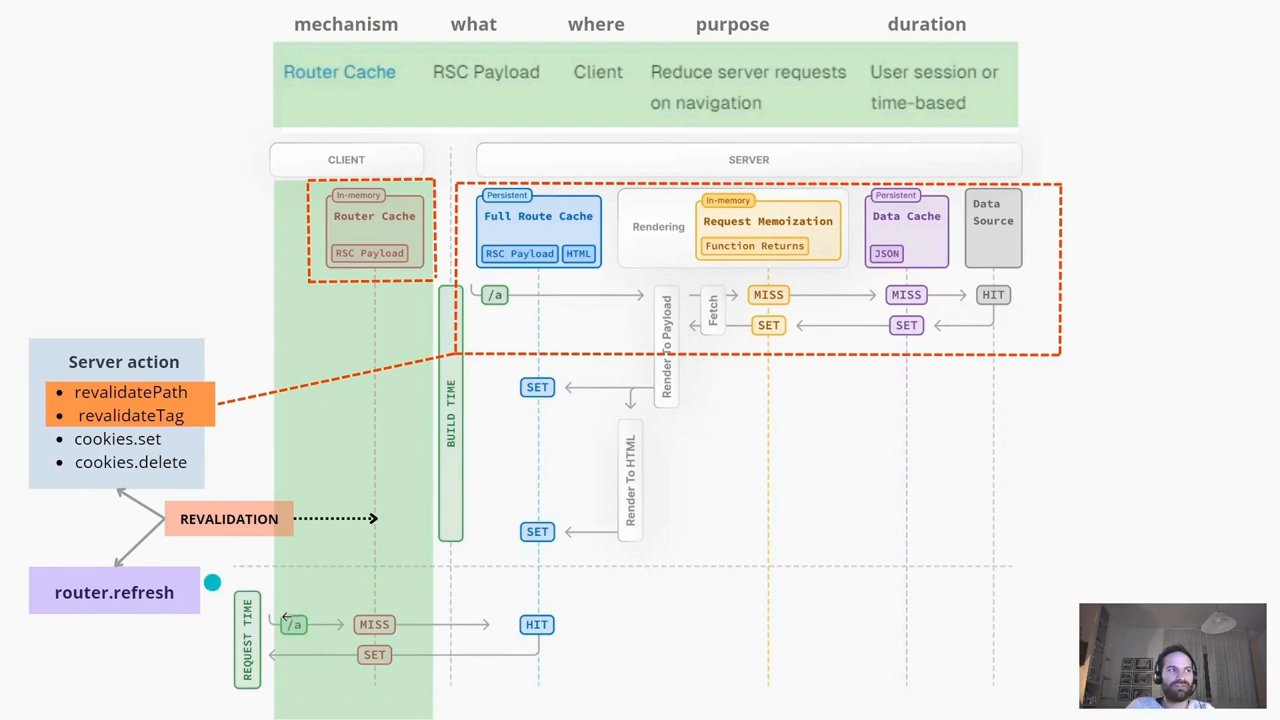 mechanism what where purpose duration
Router Cache RSC Payload Client Reduce server requests User session or
on navigation time-based
CLIENT SERVER
In-memory Persistent In-memory Persistent
Router Cache Full Route Cache Rendering Request Memoization Data Cache Data
Source
RSC Payload RSC Payload HTML Function Returns JSON
/a MISS MISS HIT
Fetch
SET SET
Render To Payload
BUILD TIME
Server action
• revalidatePath
• revalidateTag
• cookies.set
• cookies.delete
SET
Render To HTML
REVALIDATION
SET
router.refresh
REQUEST TIME
/a MISS HIT
SET